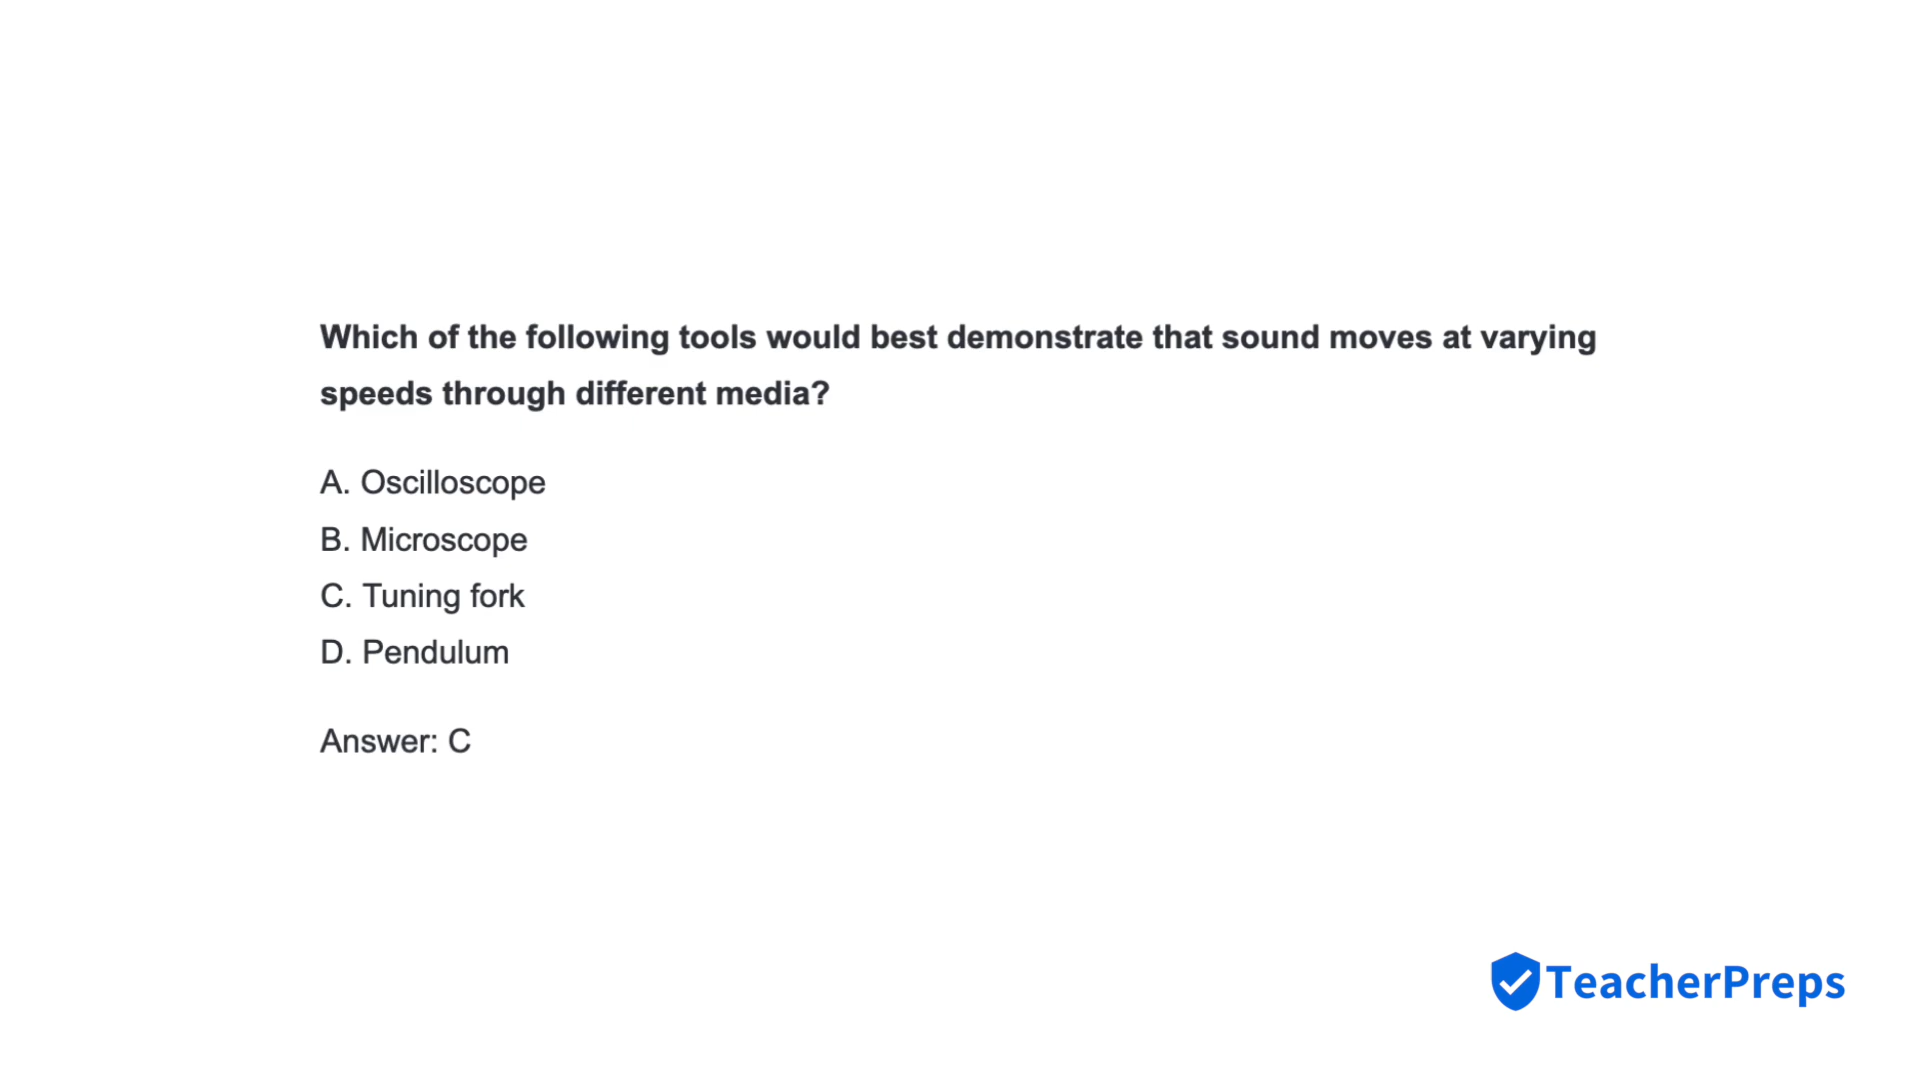 Which of the following tools would best demonstrate that sound moves at varying
speeds through different media?
A. Oscilloscope
B. Microscope
C. Tuning fork
D. Pendulum
Answer: C
TeacherPreps